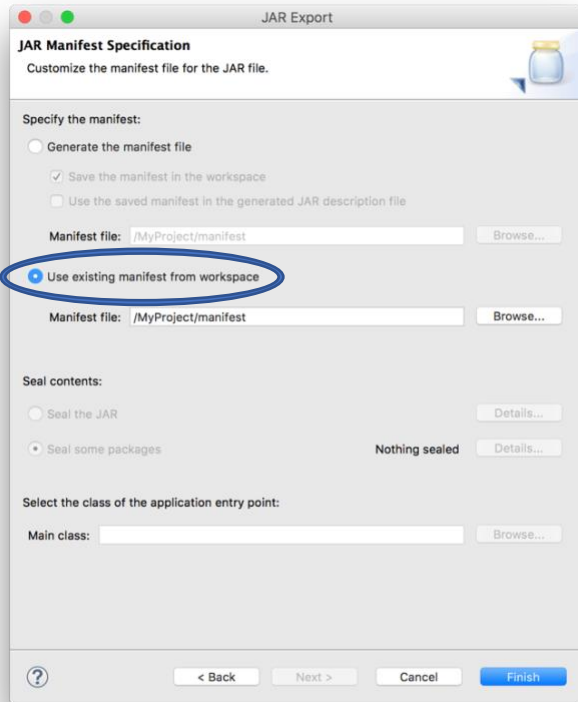 JAR Export
JAR Manifest Specification
Customize the manifest file for the JAR file.
Specify the manifest:
Generate the manifest file
Save the manifest in the workspace
Use the saved manifest in the generated JAR description file
Manifest file: /MyProject/manifest Browse...
Use existing manifest from workspace
Manifest file: /MyProject/manifest Browse...
Seal contents:
Seal the JAR Details...
Seal some packages Nothing sealed Details...
Select the class of the application entry point:
Main class: Browse...
? < Back Next > Cancel Finish